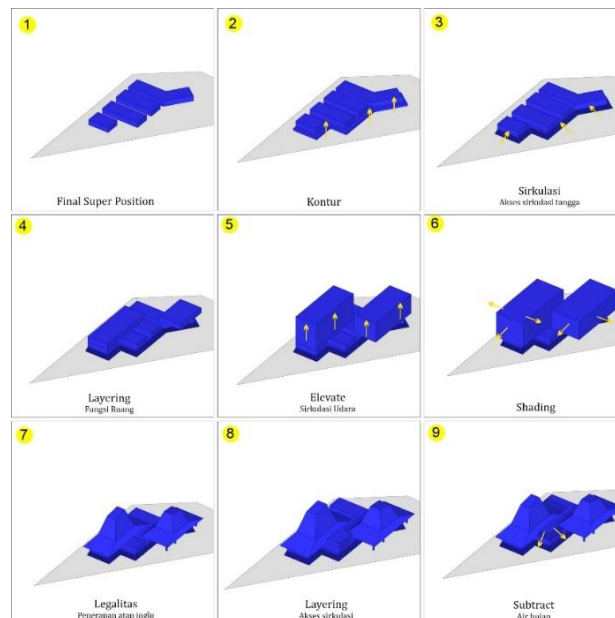 1
Final Super Position
2
Kontur
3
Sirkulasi
Akses sirkulasi tangga
4
Layering
Fungsi Ruang
5
Elevate
Sirkulasi Udara
6
Shading
7
Legalitas
Penerapan atap joglo
8
Layering
Akses sirkulasi
9
Subtract
Air hujan